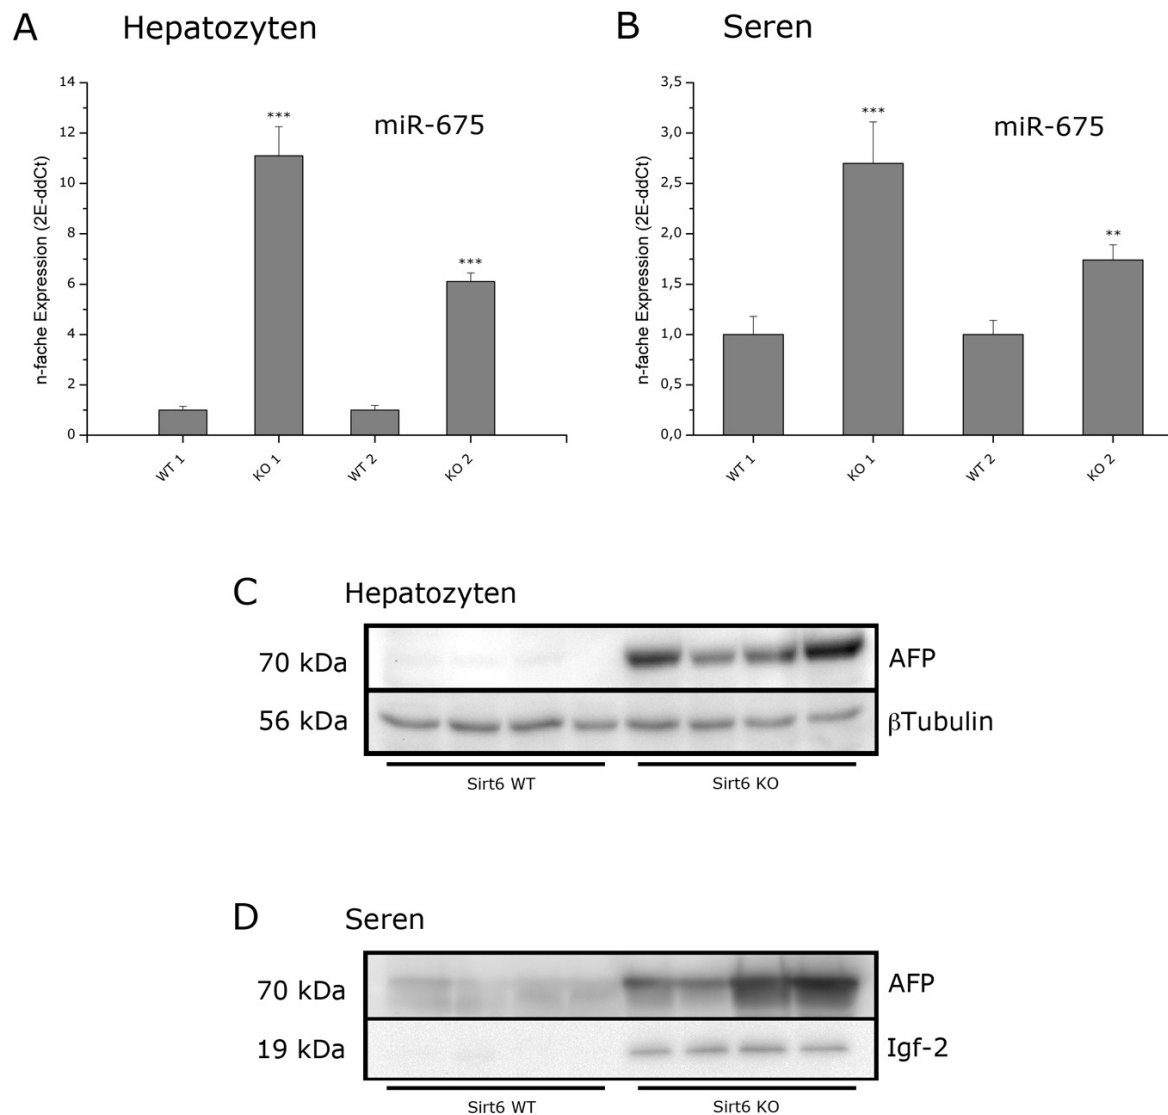 A Hepatozyten
14
12
10
8
6
4
2
0
n-fache Expression (2E-ddCt)
miR-675
***
***
WT 1 KO 1 WT 2 KO 2
B Seren
3,5
3,0
2,5
2,0
1,5
1,0
0,5
0,0
n-fache Expression (2E-ddCt)
miR-675
***
**
WT 1 KO 1 WT 2 KO 2
C Hepatozyten
70 kDa AFP
56 kDa βTubulin
Sirt6 WT Sirt6 KO
D Seren
70 kDa AFP
19 kDa Igf-2
Sirt6 WT Sirt6 KO